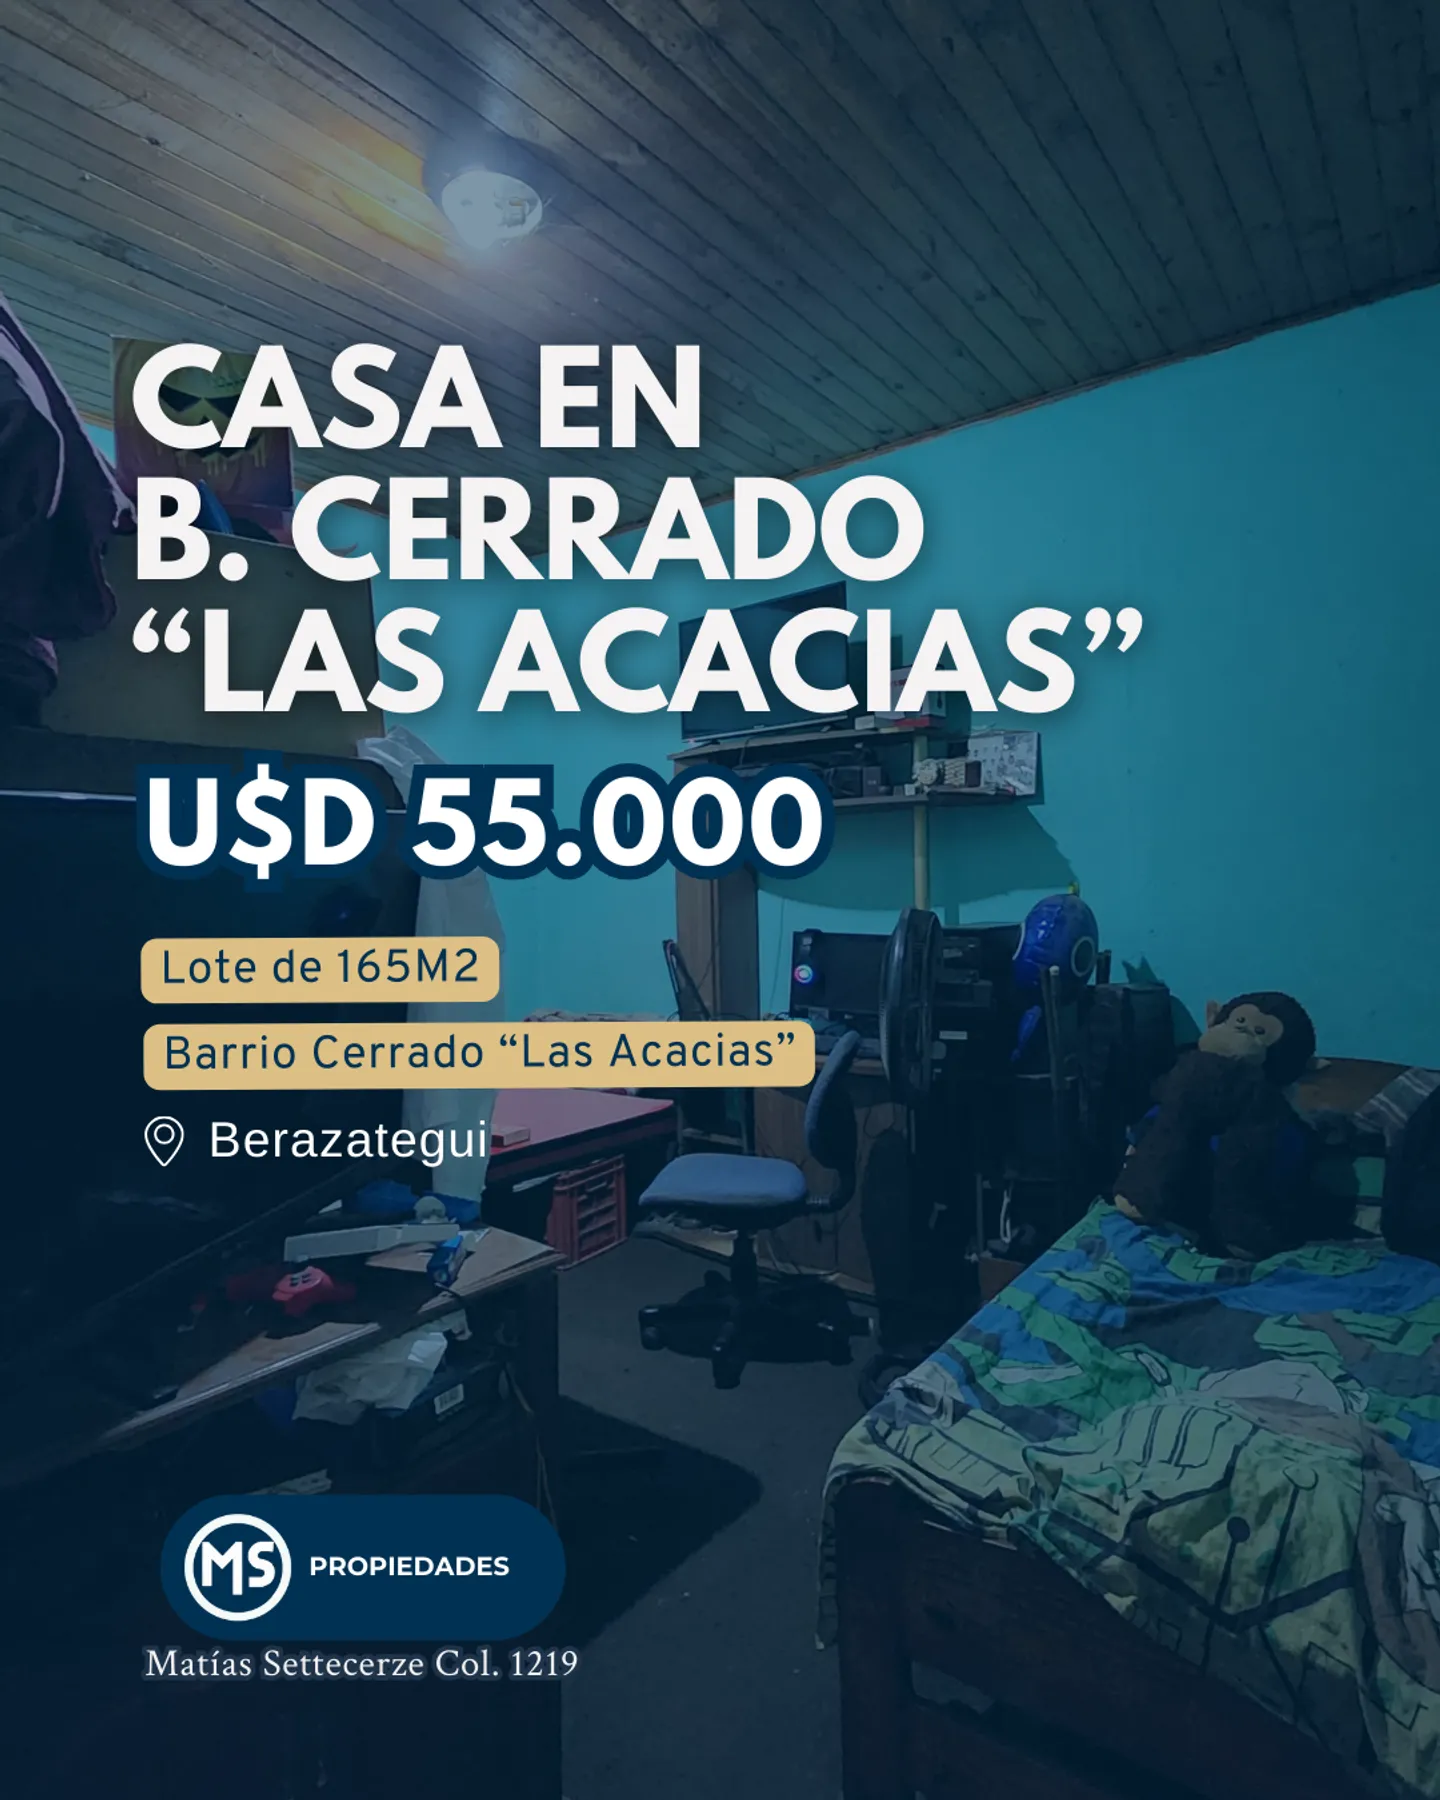 CASA EN
B. CERRADO
“LAS ACACIAS”
U$D 55.000
Lote de 165M2
Barrio Cerrado “Las Acacias”
Berazategui
MS PROPIEDADES
Matías Settecerze Col. 1219